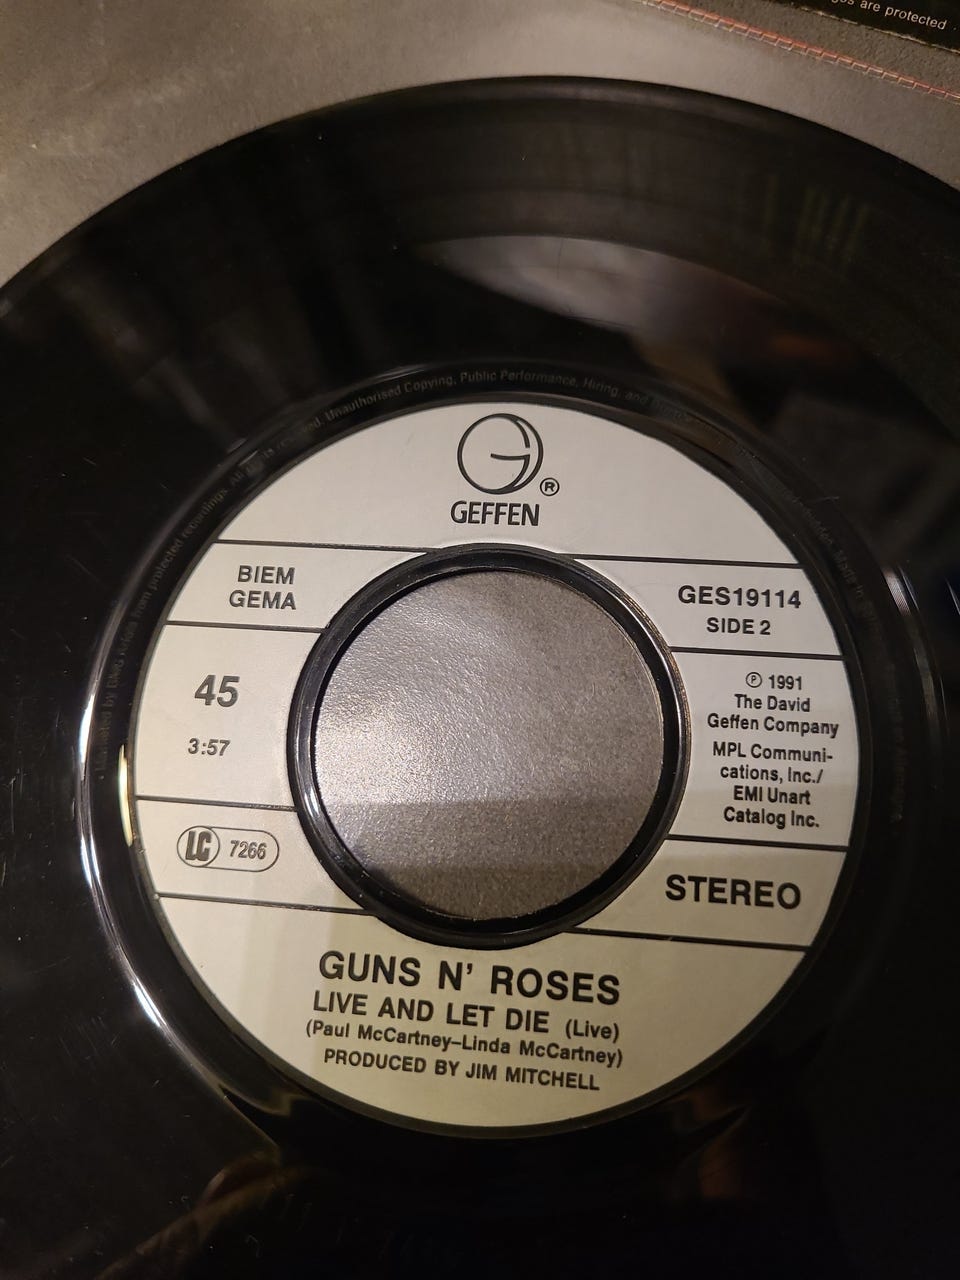 are protected
Unauthorised Copying, Public Performance, Hiring, and
GEFFEN
®
BIEM
GEMA
GES19114
SIDE 2
45
3:57
℗ 1991
The David
Geffen Company
MPL Communi-
cations, Inc./
EMI Unart
Catalog Inc.
LC 7266
STEREO
GUNS N' ROSES
LIVE AND LET DIE (Live)
(Paul McCartney–Linda McCartney)
PRODUCED BY JIM MITCHELL